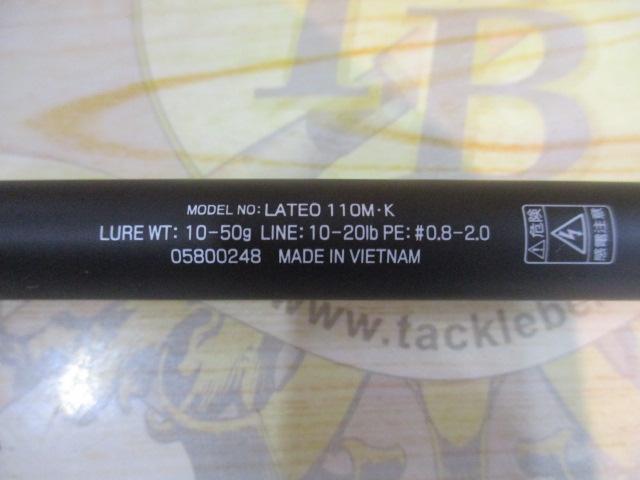 TB
MODEL NO: LATEO 110M・K
LURE WT: 10-50g LINE: 10-20lb PE: #0.8-2.0
05800248 MADE IN VIETNAM
危険
感電注意
www.tacklebe